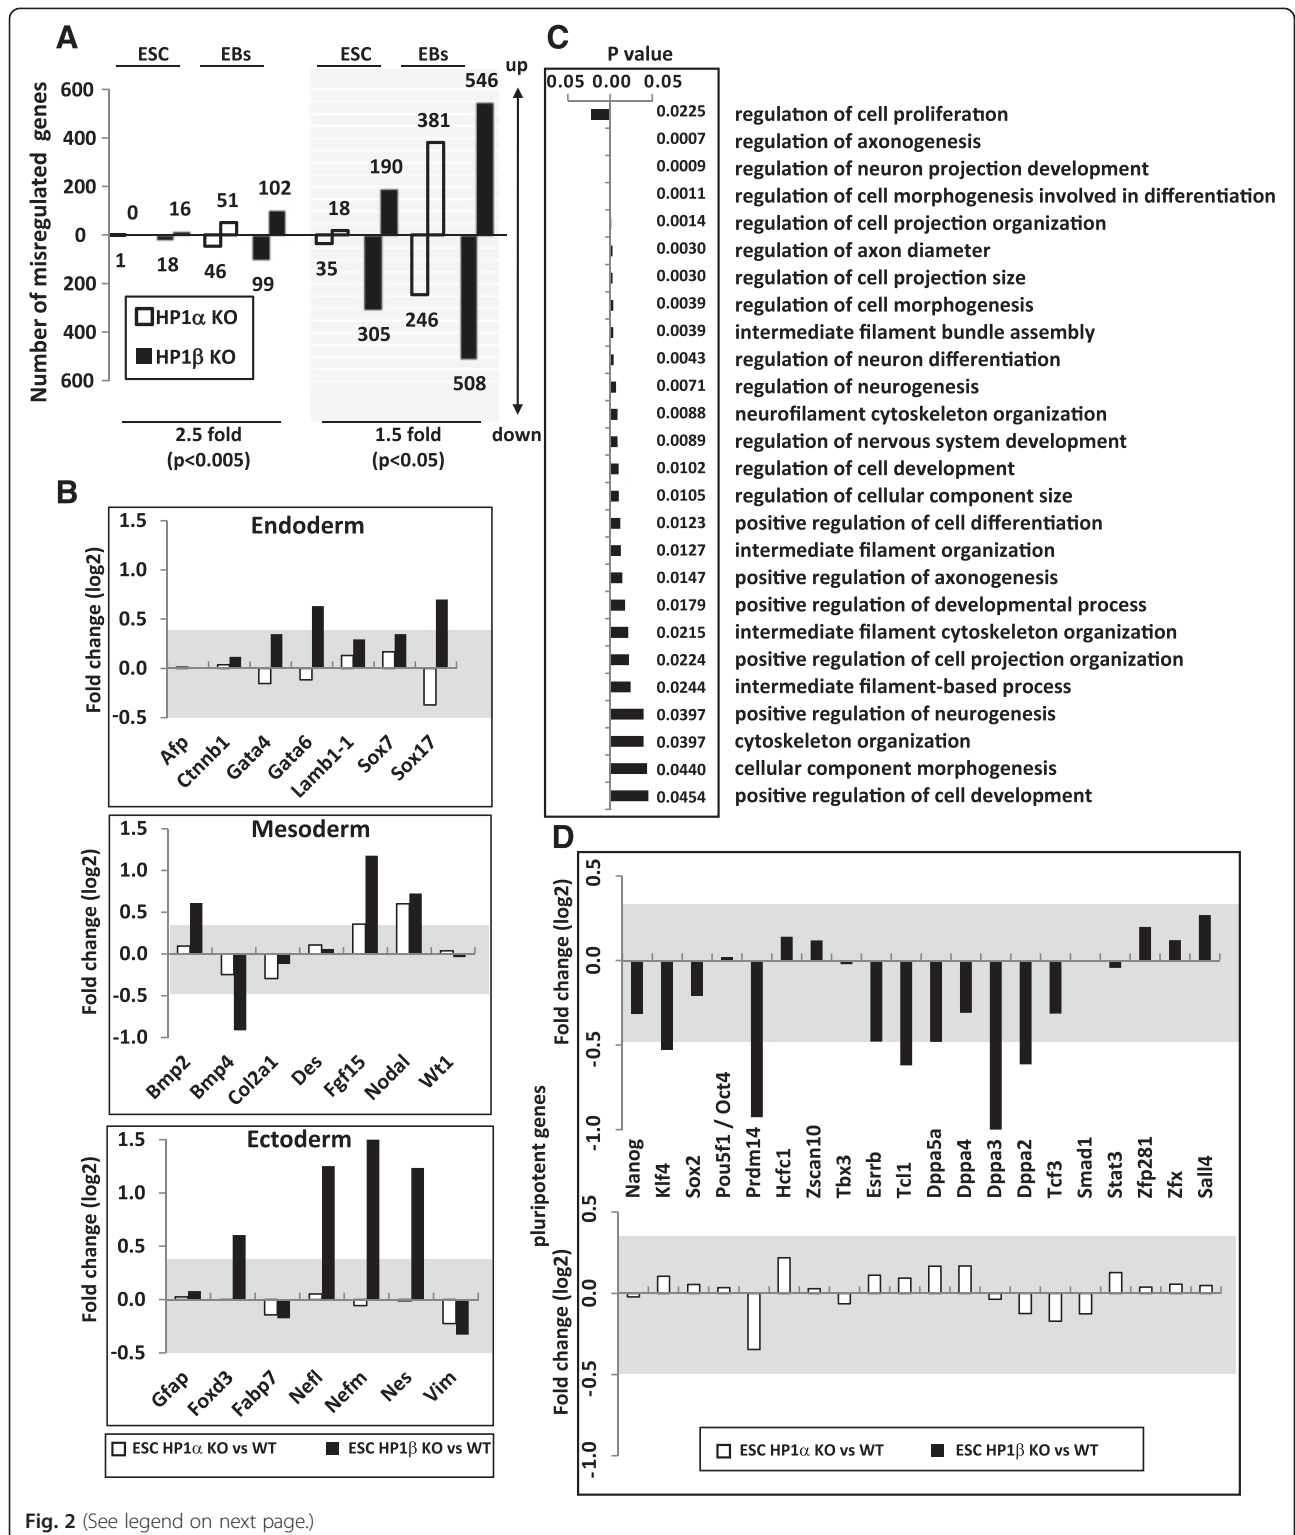 A
ESC EBs ESC EBs
up
Number of misregulated genes
600
400
200
0
200
400
600
0 16 51 102 18 190 381 546
1 18 46 99 35 305 246 508
HP1α KO
HP1β KO
2.5 fold
(p<0.005)
1.5 fold
(p<0.05)
down
B
Endoderm
Fold change (log2)
1.5
1.0
0.5
0.0
-0.5
Afp Ctnnb1 Gata4 Gata6 Lamb1-1 Sox7 Sox17
Mesoderm
Fold change (log2)
1.5
1.0
0.5
0.0
-0.5
-1.0
Bmp2 Bmp4 Col2a1 Des Fgf15 Nodal Wt1
Ectoderm
Fold change (log2)
1.5
1.0
0.5
0.0
-0.5
Gfap Foxd3 Fabp7 Nefl Nefm Nes Vim
ESC HP1α KO vs WT ESC HP1β KO vs WT
C
P value
0.05 0.00 0.05
0.0225 regulation of cell proliferation
0.0007 regulation of axonogenesis
0.0009 regulation of neuron projection development
0.0011 regulation of cell morphogenesis involved in differentiation
0.0014 regulation of cell projection organization
0.0030 regulation of axon diameter
0.0030 regulation of cell projection size
0.0039 regulation of cell morphogenesis
0.0039 intermediate filament bundle assembly
0.0043 regulation of neuron differentiation
0.0071 regulation of neurogenesis
0.0088 neurofilament cytoskeleton organization
0.0089 regulation of nervous system development
0.0102 regulation of cell development
0.0105 regulation of cellular component size
0.0123 positive regulation of cell differentiation
0.0127 intermediate filament organization
0.0147 positive regulation of axonogenesis
0.0179 positive regulation of developmental process
0.0215 intermediate filament cytoskeleton organization
0.0224 positive regulation of cell projection organization
0.0244 intermediate filament-based process
0.0397 positive regulation of neurogenesis
0.0397 cytoskeleton organization
0.0440 cellular component morphogenesis
0.0454 positive regulation of cell development
D
Fold change (log2)
0.5
0.0
-0.5
-1.0
pluripotent genes
Nanog Klf4 Sox2 Pou5f1 / Oct4 Prdm14 Hcfc1 Zscan10 Tbx3 Esrrb Tcl1 Dppa5a Dppa4 Dppa3 Dppa2 Tcf3 Smad1 Stat3 Zfp281 Zfx Sall4
Fold change (log2)
0.5
0.0
-0.5
-1.0
ESC HP1α KO vs WT ESC HP1β KO vs WT
Fig. 2 (See legend on next page.)